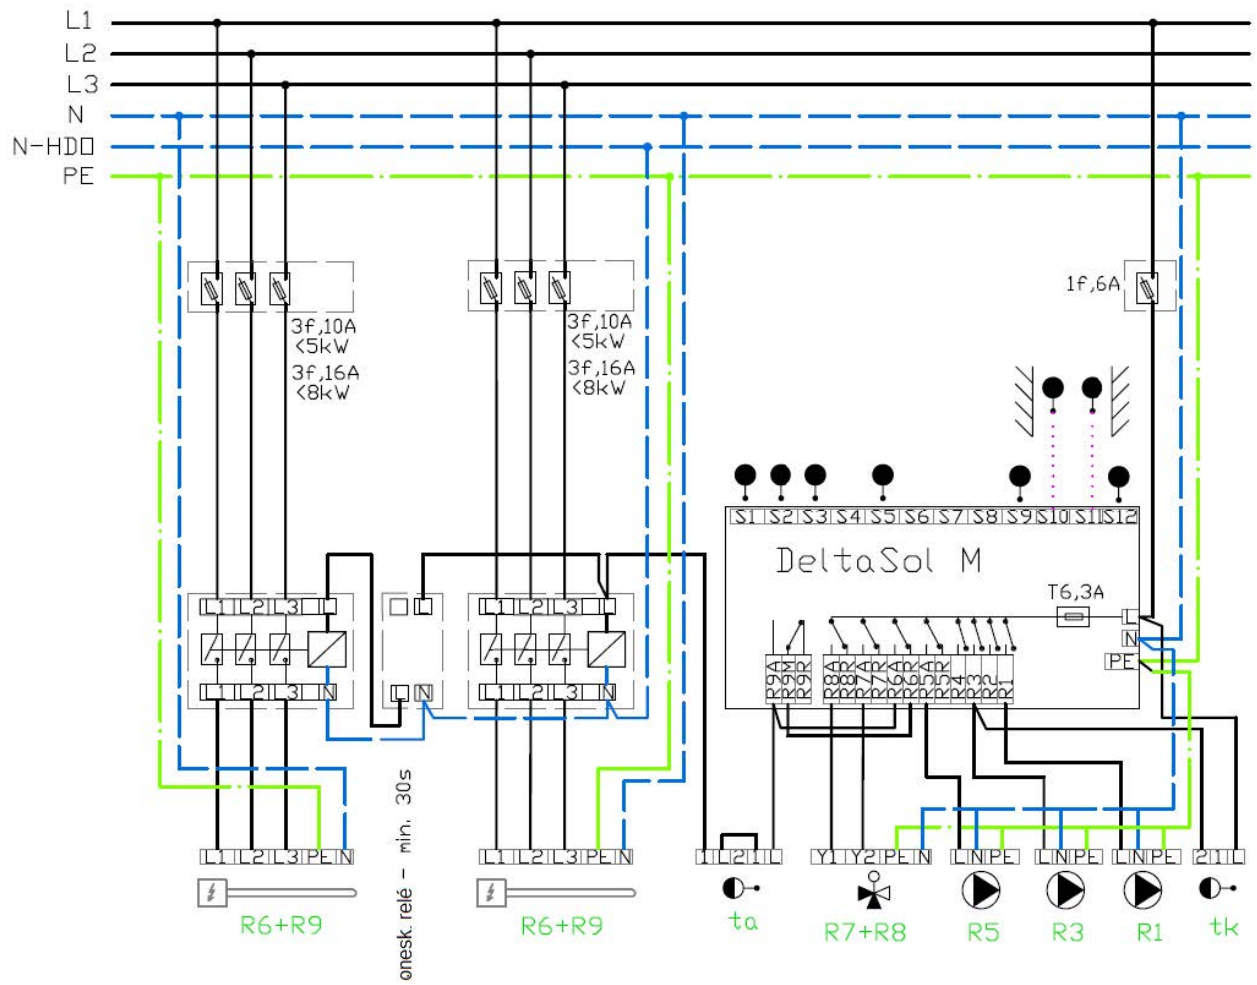 L1
L2
L3
N
N-HDO
PE
3f,10A
<5kW
3f,16A
<8kW
3f,10A
<5kW
3f,16A
<8kW
1f,6A
S1 S2 S3 S4 S5 S6 S7 S8 S9 S10 S11 S12
DeltaSol M
T6,3A
L
N
PE
L1 L2 L3 L
L
L1 L2 L3 L
R9A R9M R9R R8A R8R R7A R7R R6A R6R R5A R5R R4 R3 R2 R1
L1 L2 L3 N
L N
L1 L2 L3 N
onesk. relé - min. 30s
L1 L2 L3 PE N
L1 L2 L3 PE N
1 L 2 1 L
Y1 Y2 PE N
L N PE
L N PE
L N PE
2 1 L
R6+R9
R6+R9
ta
R7+R8
R5
R3
R1
tk